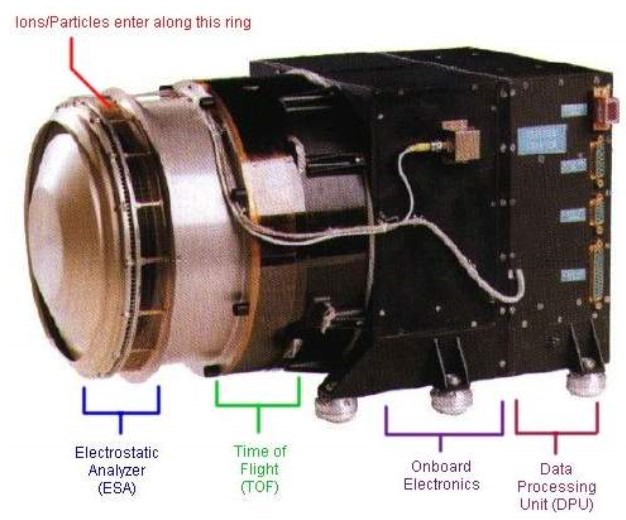 Ions/Particles enter along this ring
Electrostatic
Analyzer
(ESA)
Time of
Flight
(TOF)
Onboard
Electronics
Data
Processing
Unit (DPU)